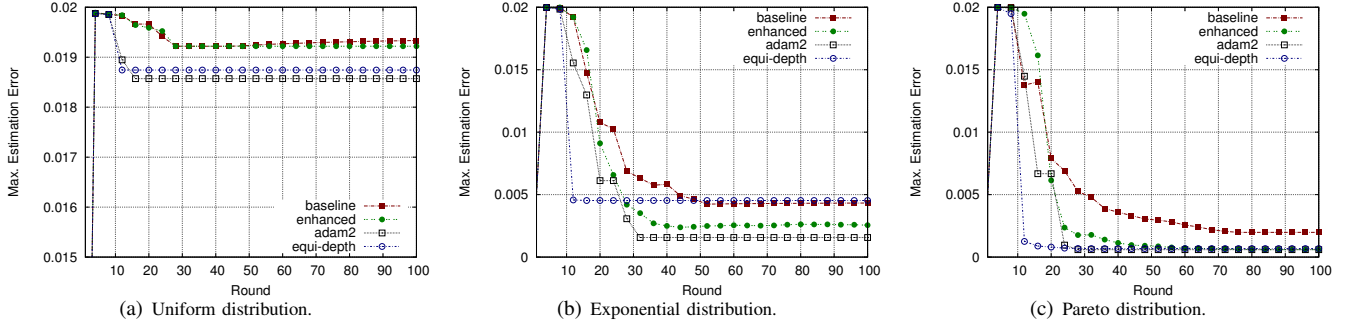 0.02
0.019
0.018
0.017
0.016
0.015
Max. Estimation Error
baseline
enhanced
adam2
equi-depth
10 20 30 40 50 60 70 80 90 100
Round
(a) Uniform distribution.
0.02
0.015
0.01
0.005
0
Max. Estimation Error
baseline
enhanced
adam2
equi-depth
10 20 30 40 50 60 70 80 90 100
Round
(b) Exponential distribution.
0.02
0.015
0.01
0.005
0
Max. Estimation Error
baseline
enhanced
adam2
equi-depth
10 20 30 40 50 60 70 80 90 100
Round
(c) Pareto distribution.